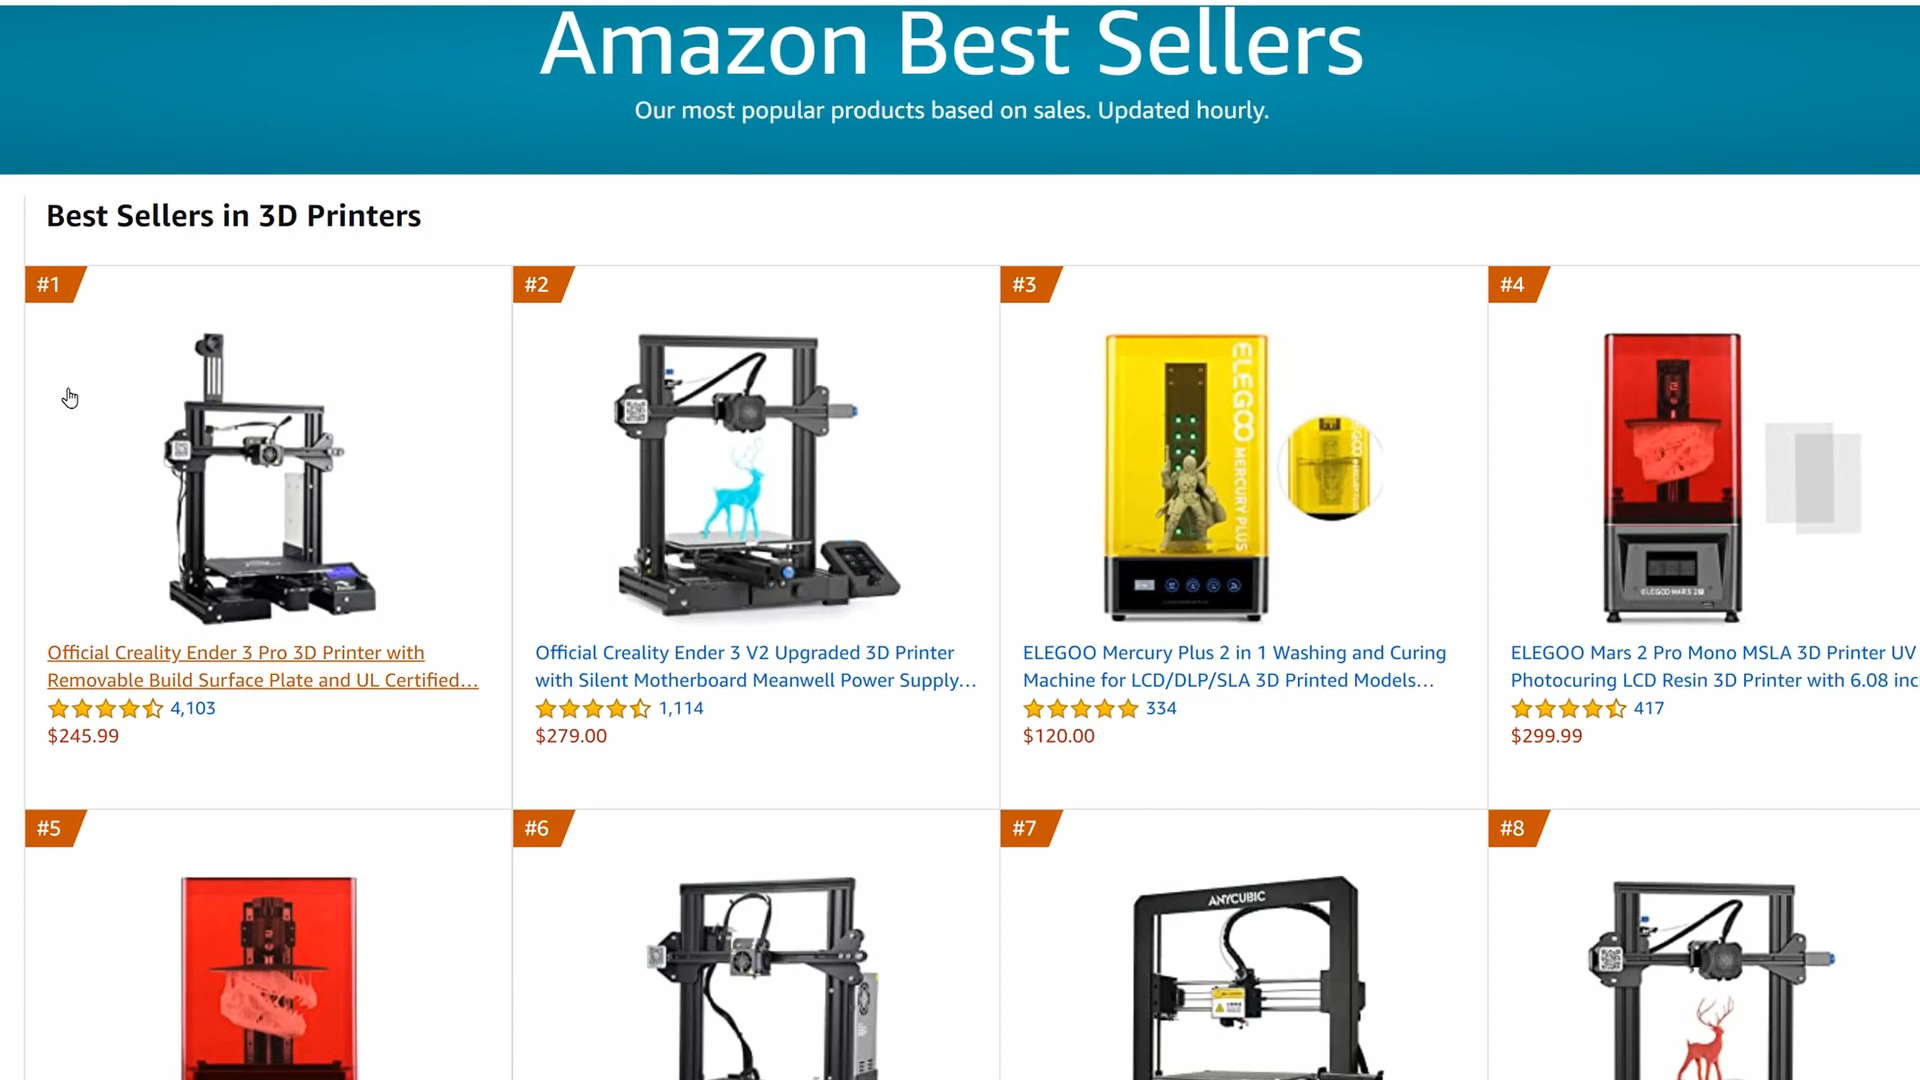 Amazon Best Sellers
Our most popular products based on sales. Updated hourly.
Best Sellers in 3D Printers
#1
#2
#3
#4
ELEGOO MERCURY PLUS
ELEGOO MARS 2P
Official Creality Ender 3 Pro 3D Printer with
Removable Build Surface Plate and UL Certified...
4,103
$245.99
Official Creality Ender 3 V2 Upgraded 3D Printer
with Silent Motherboard Meanwell Power Supply...
1,114
$279.00
ELEGOO Mercury Plus 2 in 1 Washing and Curing
Machine for LCD/DLP/SLA 3D Printed Models...
334
$120.00
ELEGOO Mars 2 Pro Mono MSLA 3D Printer UV
Photocuring LCD Resin 3D Printer with 6.08 inc
417
$299.99
#5
#6
#7
#8
ANYCUBIC